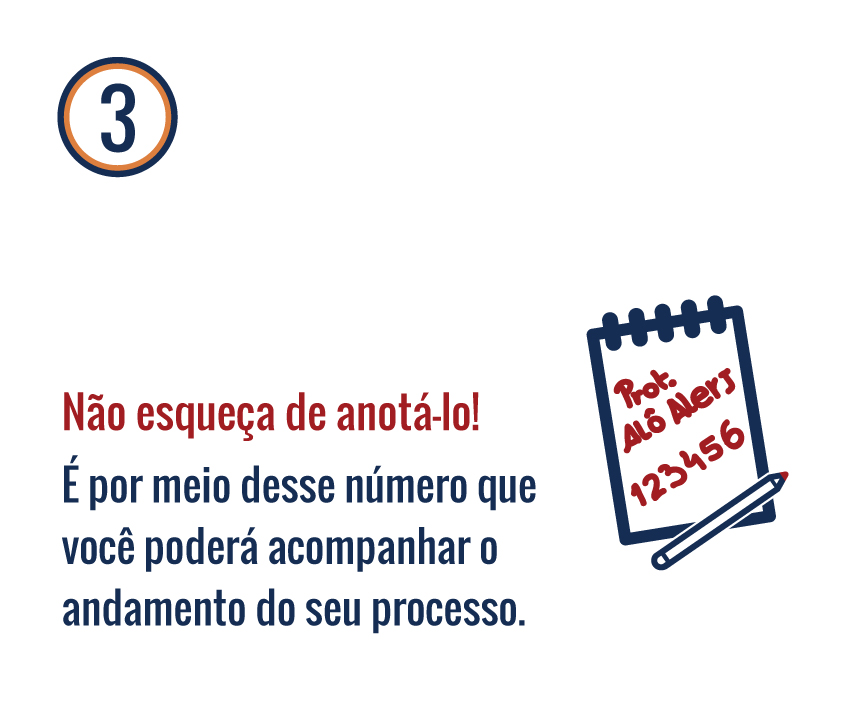 3
Não esqueça de anotá-lo!
É por meio desse número que
você poderá acompanhar o
andamento do seu processo.
Prot.
Alô Alerj
123456